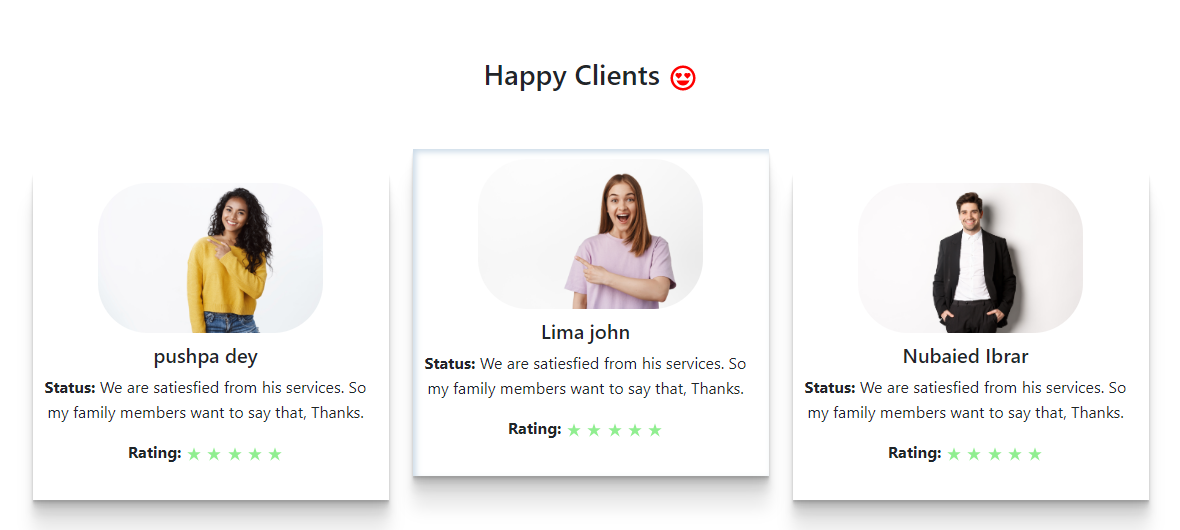 Happy Clients
pushpa dey
Status: We are satiesfied from his services. So
my family members want to say that, Thanks.
Rating:
Lima john
Status: We are satiesfied from his services. So
my family members want to say that, Thanks.
Rating:
Nubaied Ibrar
Status: We are satiesfied from his services. So
my family members want to say that, Thanks.
Rating: